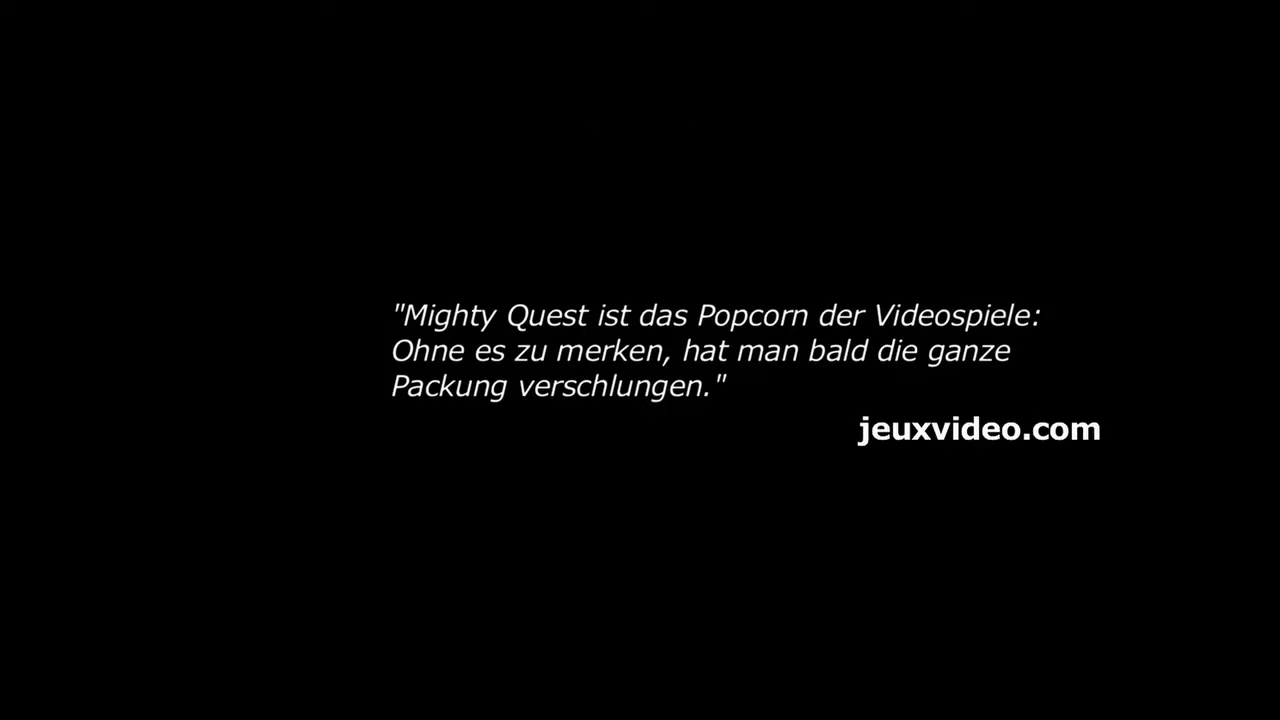 "Mighty Quest ist das Popcorn der Videospiele:
Ohne es zu merken, hat man bald die ganze
Packung verschlungen."
jeuxvideo.com